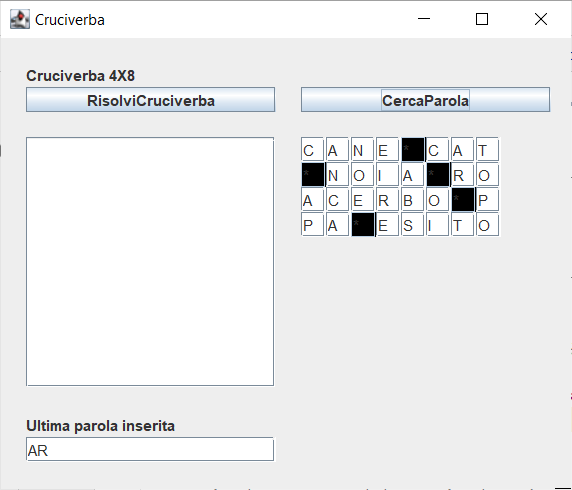 Cruciverba
Cruciverba 4X8
RisolviCruciverba CercaParola
C A N E * C A T
* N O I A * R O
A C E R B O * P
P A * E S I T O
Ultima parola inserita
AR